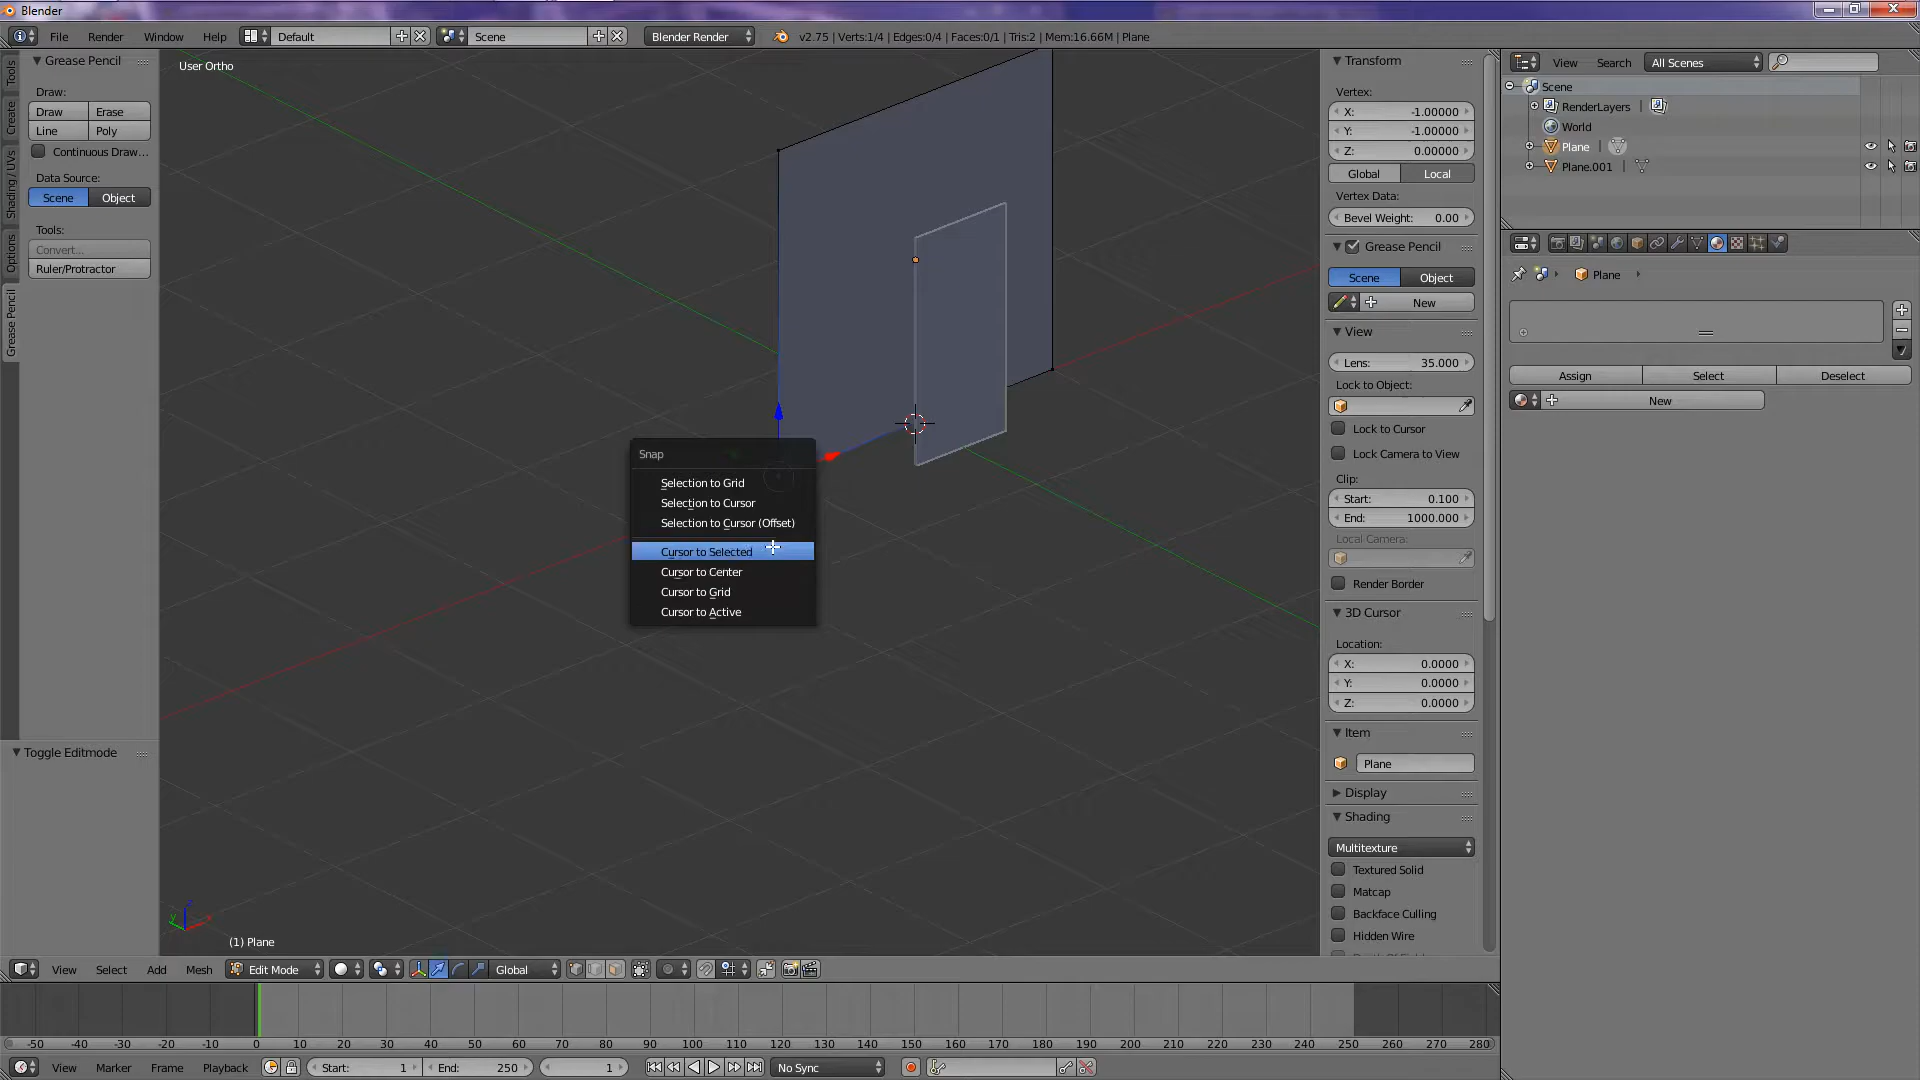 Blender
File Render Window Help Default Scene Blender Render v2.75 | Verts:1/4 | Edges:0/4 | Faces:0/1 | Tris:2 | Mem:16.66M | Plane
Tools
Create
Shading / UVs
Options
Grease Pencil
Grease Pencil
Draw:
Draw Erase
Line Poly
Continuous Draw...
Data Source:
Scene Object
Tools:
Convert...
Ruler/Protractor
Toggle Editmode
User Ortho
Snap
Selection to Grid
Selection to Cursor
Selection to Cursor (Offset)
Cursor to Selected
Cursor to Center
Cursor to Grid
Cursor to Active
(1) Plane
Transform
Vertex:
X: -1.00000
Y: -1.00000
Z: 0.00000
Global Local
Vertex Data:
Bevel Weight: 0.00
Grease Pencil
Scene Object
New
View
Lens: 35.000
Lock to Object:
Lock to Cursor
Lock Camera to View
Clip:
Start: 0.100
End: 1000.000
Local Camera:
Render Border
3D Cursor
Location:
X: 0.0000
Y: 0.0000
Z: 0.0000
Item
Plane
Display
Shading
Multitexture
Textured Solid
Matcap
Backface Culling
Hidden Wire
View Search All Scenes
Scene
RenderLayers
World
Plane
Plane.001
Plane
Assign Select Deselect
New
View Select Add Mesh Edit Mode Global
-50 -40 -30 -20 -10 0 10 20 30 40 50 60 70 80 90 100 110 120 130 140 150 160 170 180 190 200 210 220 230 240 250 260 270 280
View Marker Frame Playback Start: 1 End: 250 1 No Sync